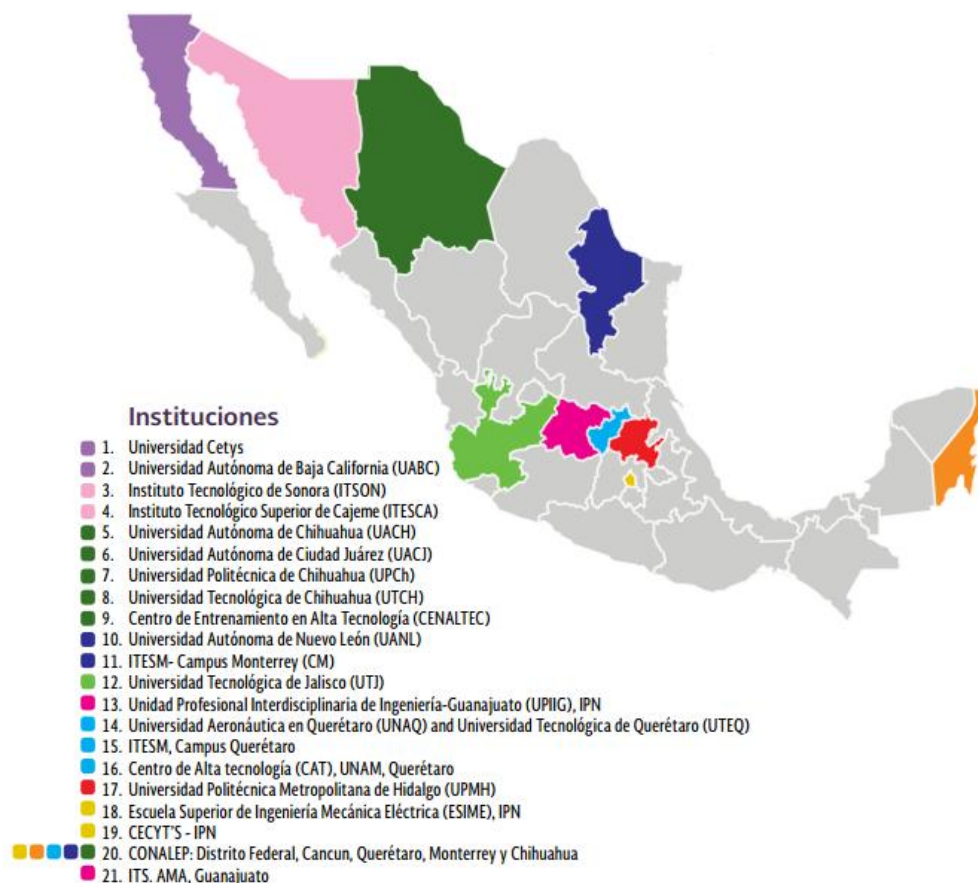 Instituciones
1. Universidad Cetys
2. Universidad Autónoma de Baja California (UABC)
3. Instituto Tecnológico de Sonora (ITSON)
4. Instituto Tecnológico Superior de Cajeme (ITESCA)
5. Universidad Autónoma de Chihuahua (UACH)
6. Universidad Autónoma de Ciudad Juárez (UACJ)
7. Universidad Politécnica de Chihuahua (UPCh)
8. Universidad Tecnológica de Chihuahua (UTCH)
9. Centro de Entrenamiento en Alta Tecnología (CENALTEC)
10. Universidad Autónoma de Nuevo León (UANL)
11. ITESM- Campus Monterrey (CM)
12. Universidad Tecnológica de Jalisco (UTJ)
13. Unidad Profesional Interdisciplinaria de Ingeniería-Guanajuato (UPIIG), IPN
14. Universidad Aeronáutica en Querétaro (UNAQ) and Universidad Tecnológica de Querétaro (UTEQ)
15. ITESM, Campus Querétaro
16. Centro de Alta tecnología (CAT), UNAM, Querétaro
17. Universidad Politécnica Metropolitana de Hidalgo (UPMH)
18. Escuela Superior de Ingeniería Mecánica Eléctrica (ESIME), IPN
19. CECYT'S - IPN
20. CONALEP: Distrito Federal, Cancun, Querétaro, Monterrey y Chihuahua
21. ITS. AMA, Guanajuato